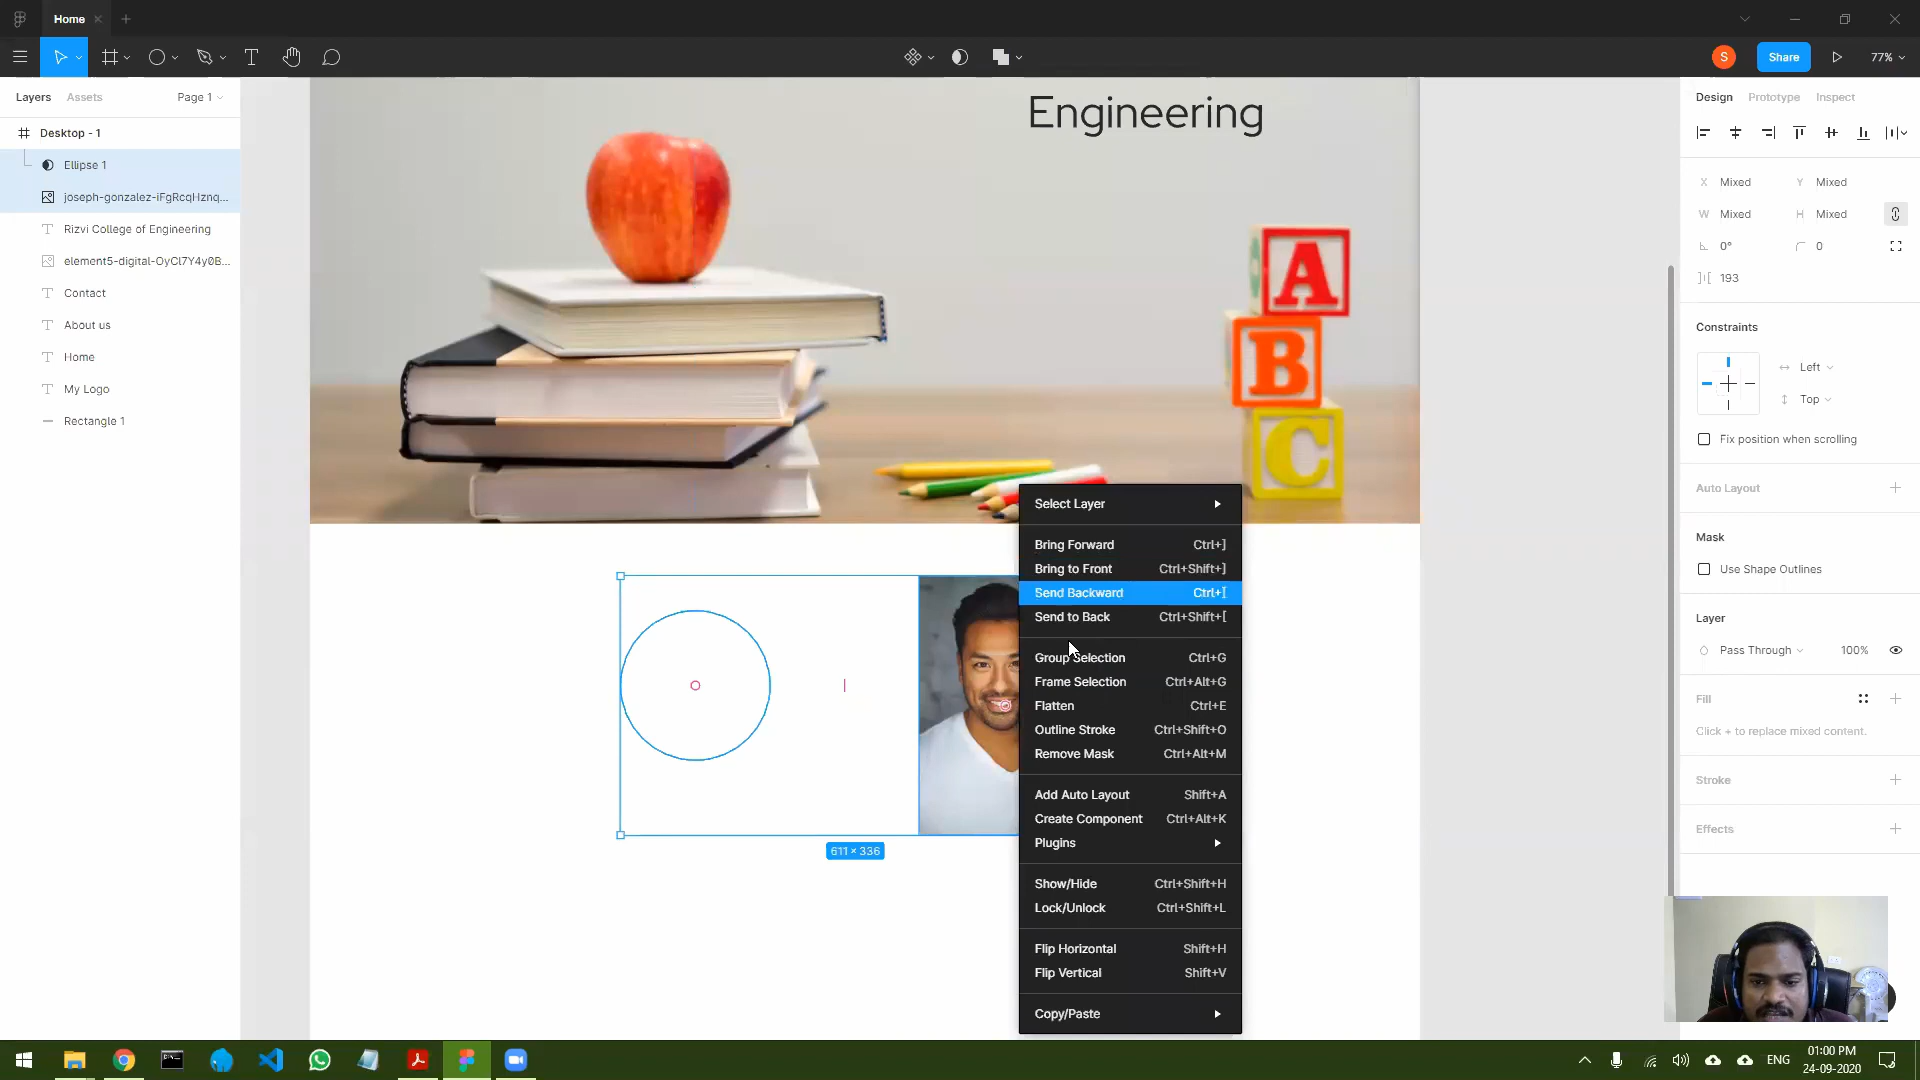 Home
S
Share
77%
Layers
Assets
Page 1
Desktop - 1
Ellipse 1
joseph-gonzalez-iFgRcqHznq...
Rizvi College of Engineering
element5-digital-OyCl7Y4y0B...
Contact
About us
Home
My Logo
Rectangle 1
Engineering
A
B
C
611 × 336
Select Layer
Bring Forward Ctrl+]
Bring to Front Ctrl+Shift+]
Send Backward Ctrl+[
Send to Back Ctrl+Shift+[
Group Selection Ctrl+G
Frame Selection Ctrl+Alt+G
Flatten Ctrl+E
Outline Stroke Ctrl+Shift+O
Remove Mask Ctrl+Alt+M
Add Auto Layout Shift+A
Create Component Ctrl+Alt+K
Plugins
Show/Hide Ctrl+Shift+H
Lock/Unlock Ctrl+Shift+L
Flip Horizontal Shift+H
Flip Vertical Shift+V
Copy/Paste
Design Prototype Inspect
X Mixed Y Mixed
W Mixed H Mixed
0° 0
193
Constraints
Left
Top
Fix position when scrolling
Auto Layout
Mask
Use Shape Outlines
Layer
Pass Through 100%
Fill
Click + to replace mixed content.
Stroke
Effects
ENG
01:00 PM
24-09-2020